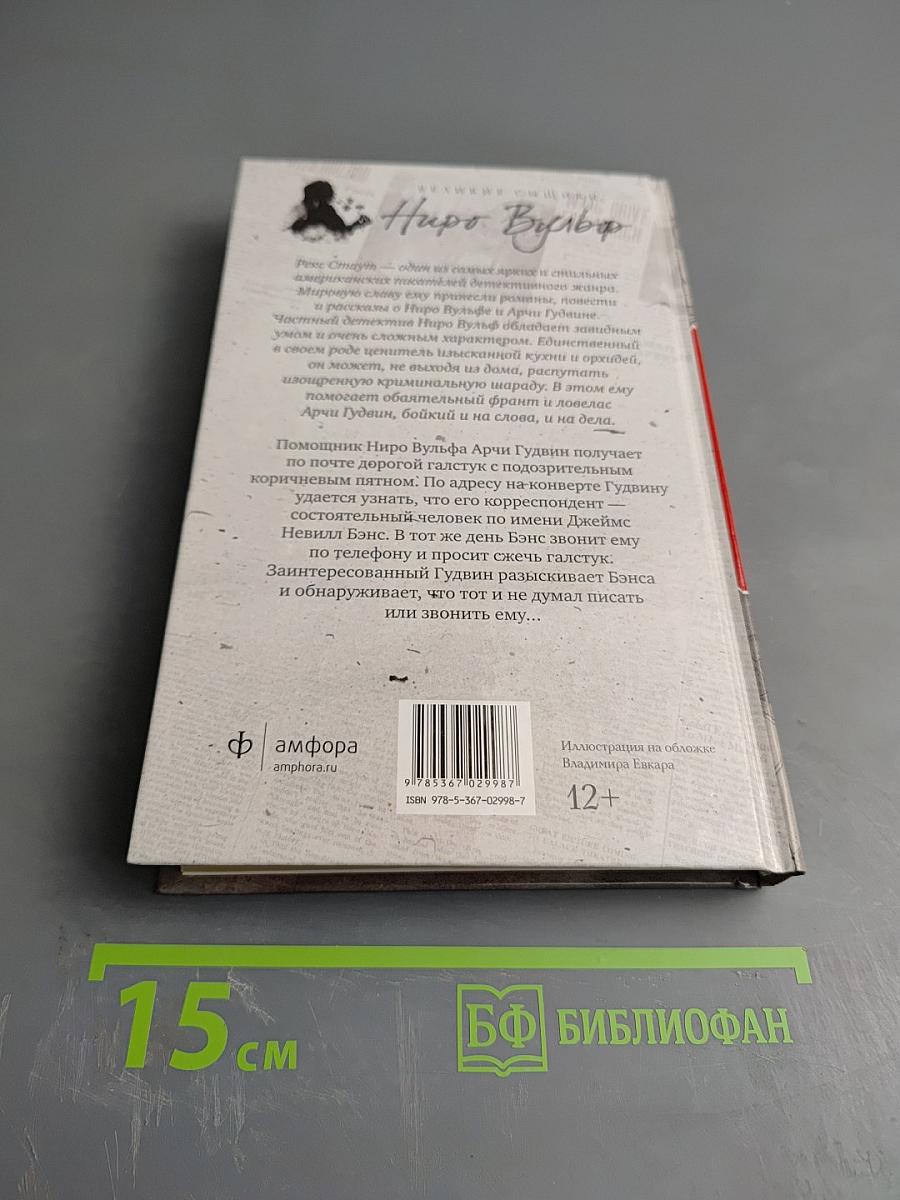 Ниро Вульф
Рекс Стаут — один из самых ярких и стильных
американских писателей детективного жанра.
Мировую славу ему принесли романы, повести
и рассказы о Ниро Вульфе и Арчи Гудвине.
Частный детектив Ниро Вульф обладает завидным
умом и очень сложным характером. Единственный
в своем роде ценитель изысканной кухни и орхидей,
он может, не выходя из дома, распутать
изощренную криминальную шараду. В этом ему
помогает обаятельный франт и ловелас
Арчи Гудвин, бойкий и на слова, и на дела.
Помощник Ниро Вульфа Арчи Гудвин получает
по почте дорогой галстук с подозрительным
коричневым пятном. По адресу на конверте Гудвину
удается узнать, что его корреспондент —
состоятельный человек по имени Джеймс
Невилл Бэнс. В тот же день Бэнс звонит ему
по телефону и просит сжечь галстук.
Заинтересованный Гудвин разыскивает Бэнса
и обнаруживает, что тот и не думал писать
или звонить ему...
ф амфора
amphora.ru
9 785367 029987
ISBN 978-5-367-02998-7
Иллюстрация на обложке
Владимира Евкара
12+
15 см
БФ БИБЛИОФАН